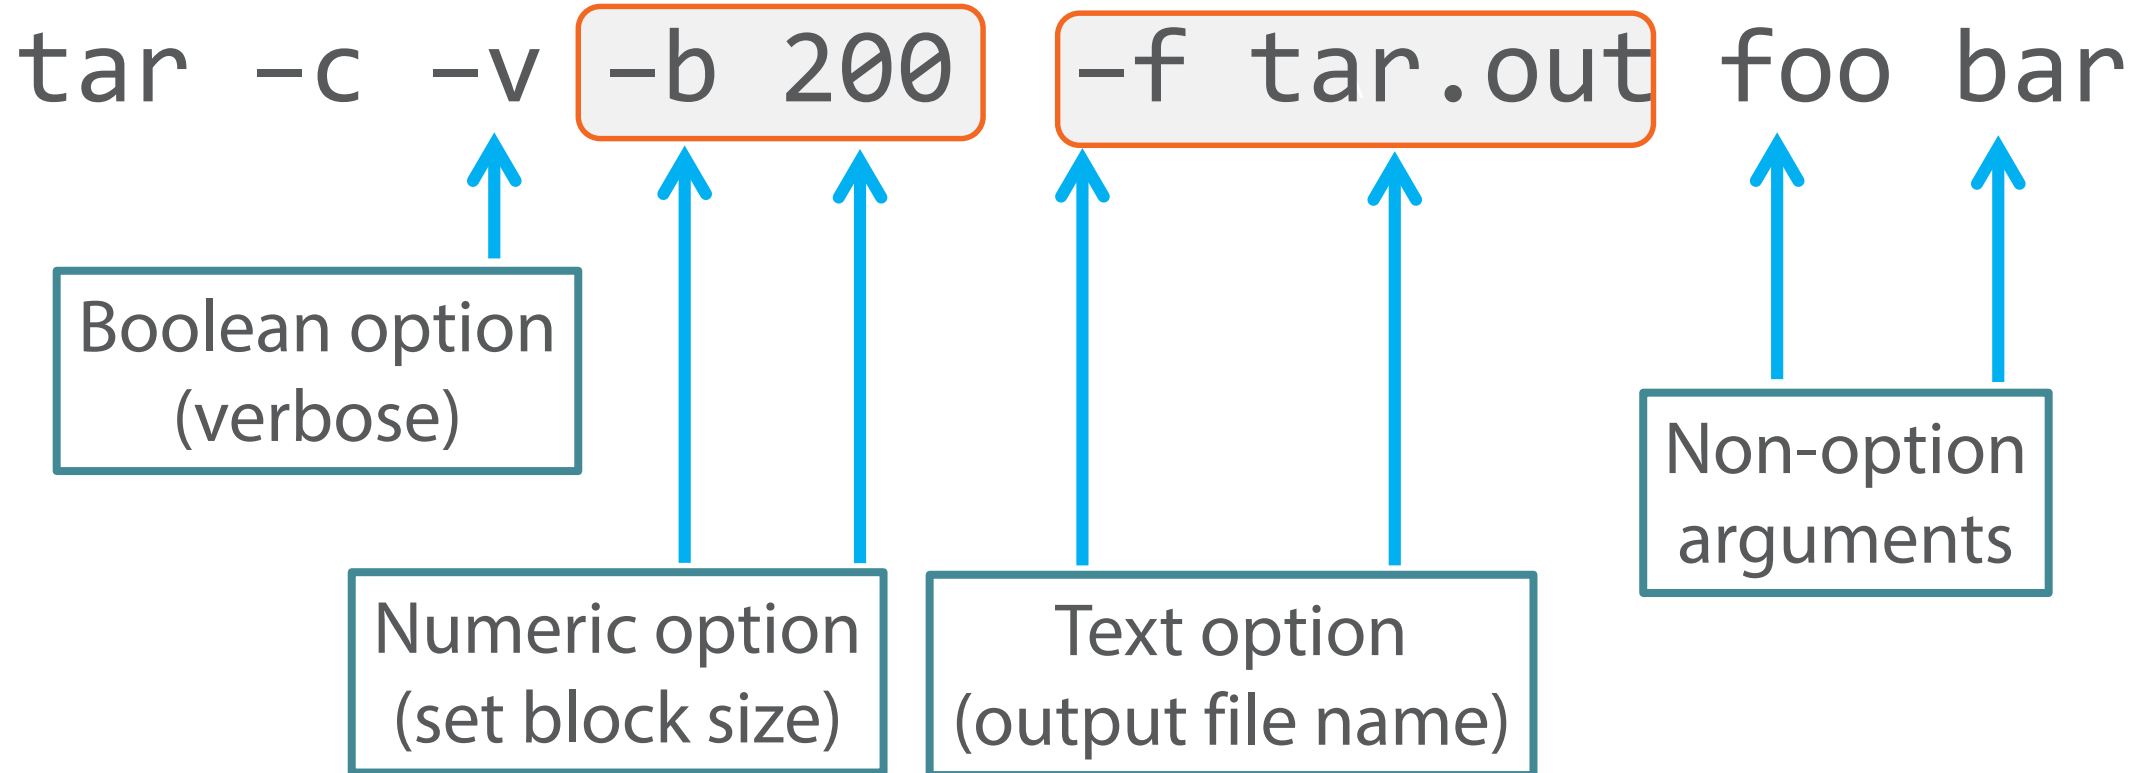 tar -c -v -b 200 -f tar.out foo bar
Boolean option
(verbose)
Numeric option
(set block size)
Text option
(output file name)
Non-option
arguments